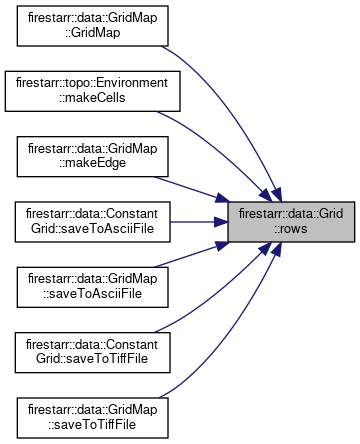 firestarr::data::GridMap
::GridMap
firestarr::topo::Environment
::makeCells
firestarr::data::GridMap
::makeEdge
firestarr::data::Constant
Grid::saveToAsciiFile
firestarr::data::GridMap
::saveToAsciiFile
firestarr::data::Constant
Grid::saveToTiffFile
firestarr::data::GridMap
::saveToTiffFile
firestarr::data::Grid
::rows